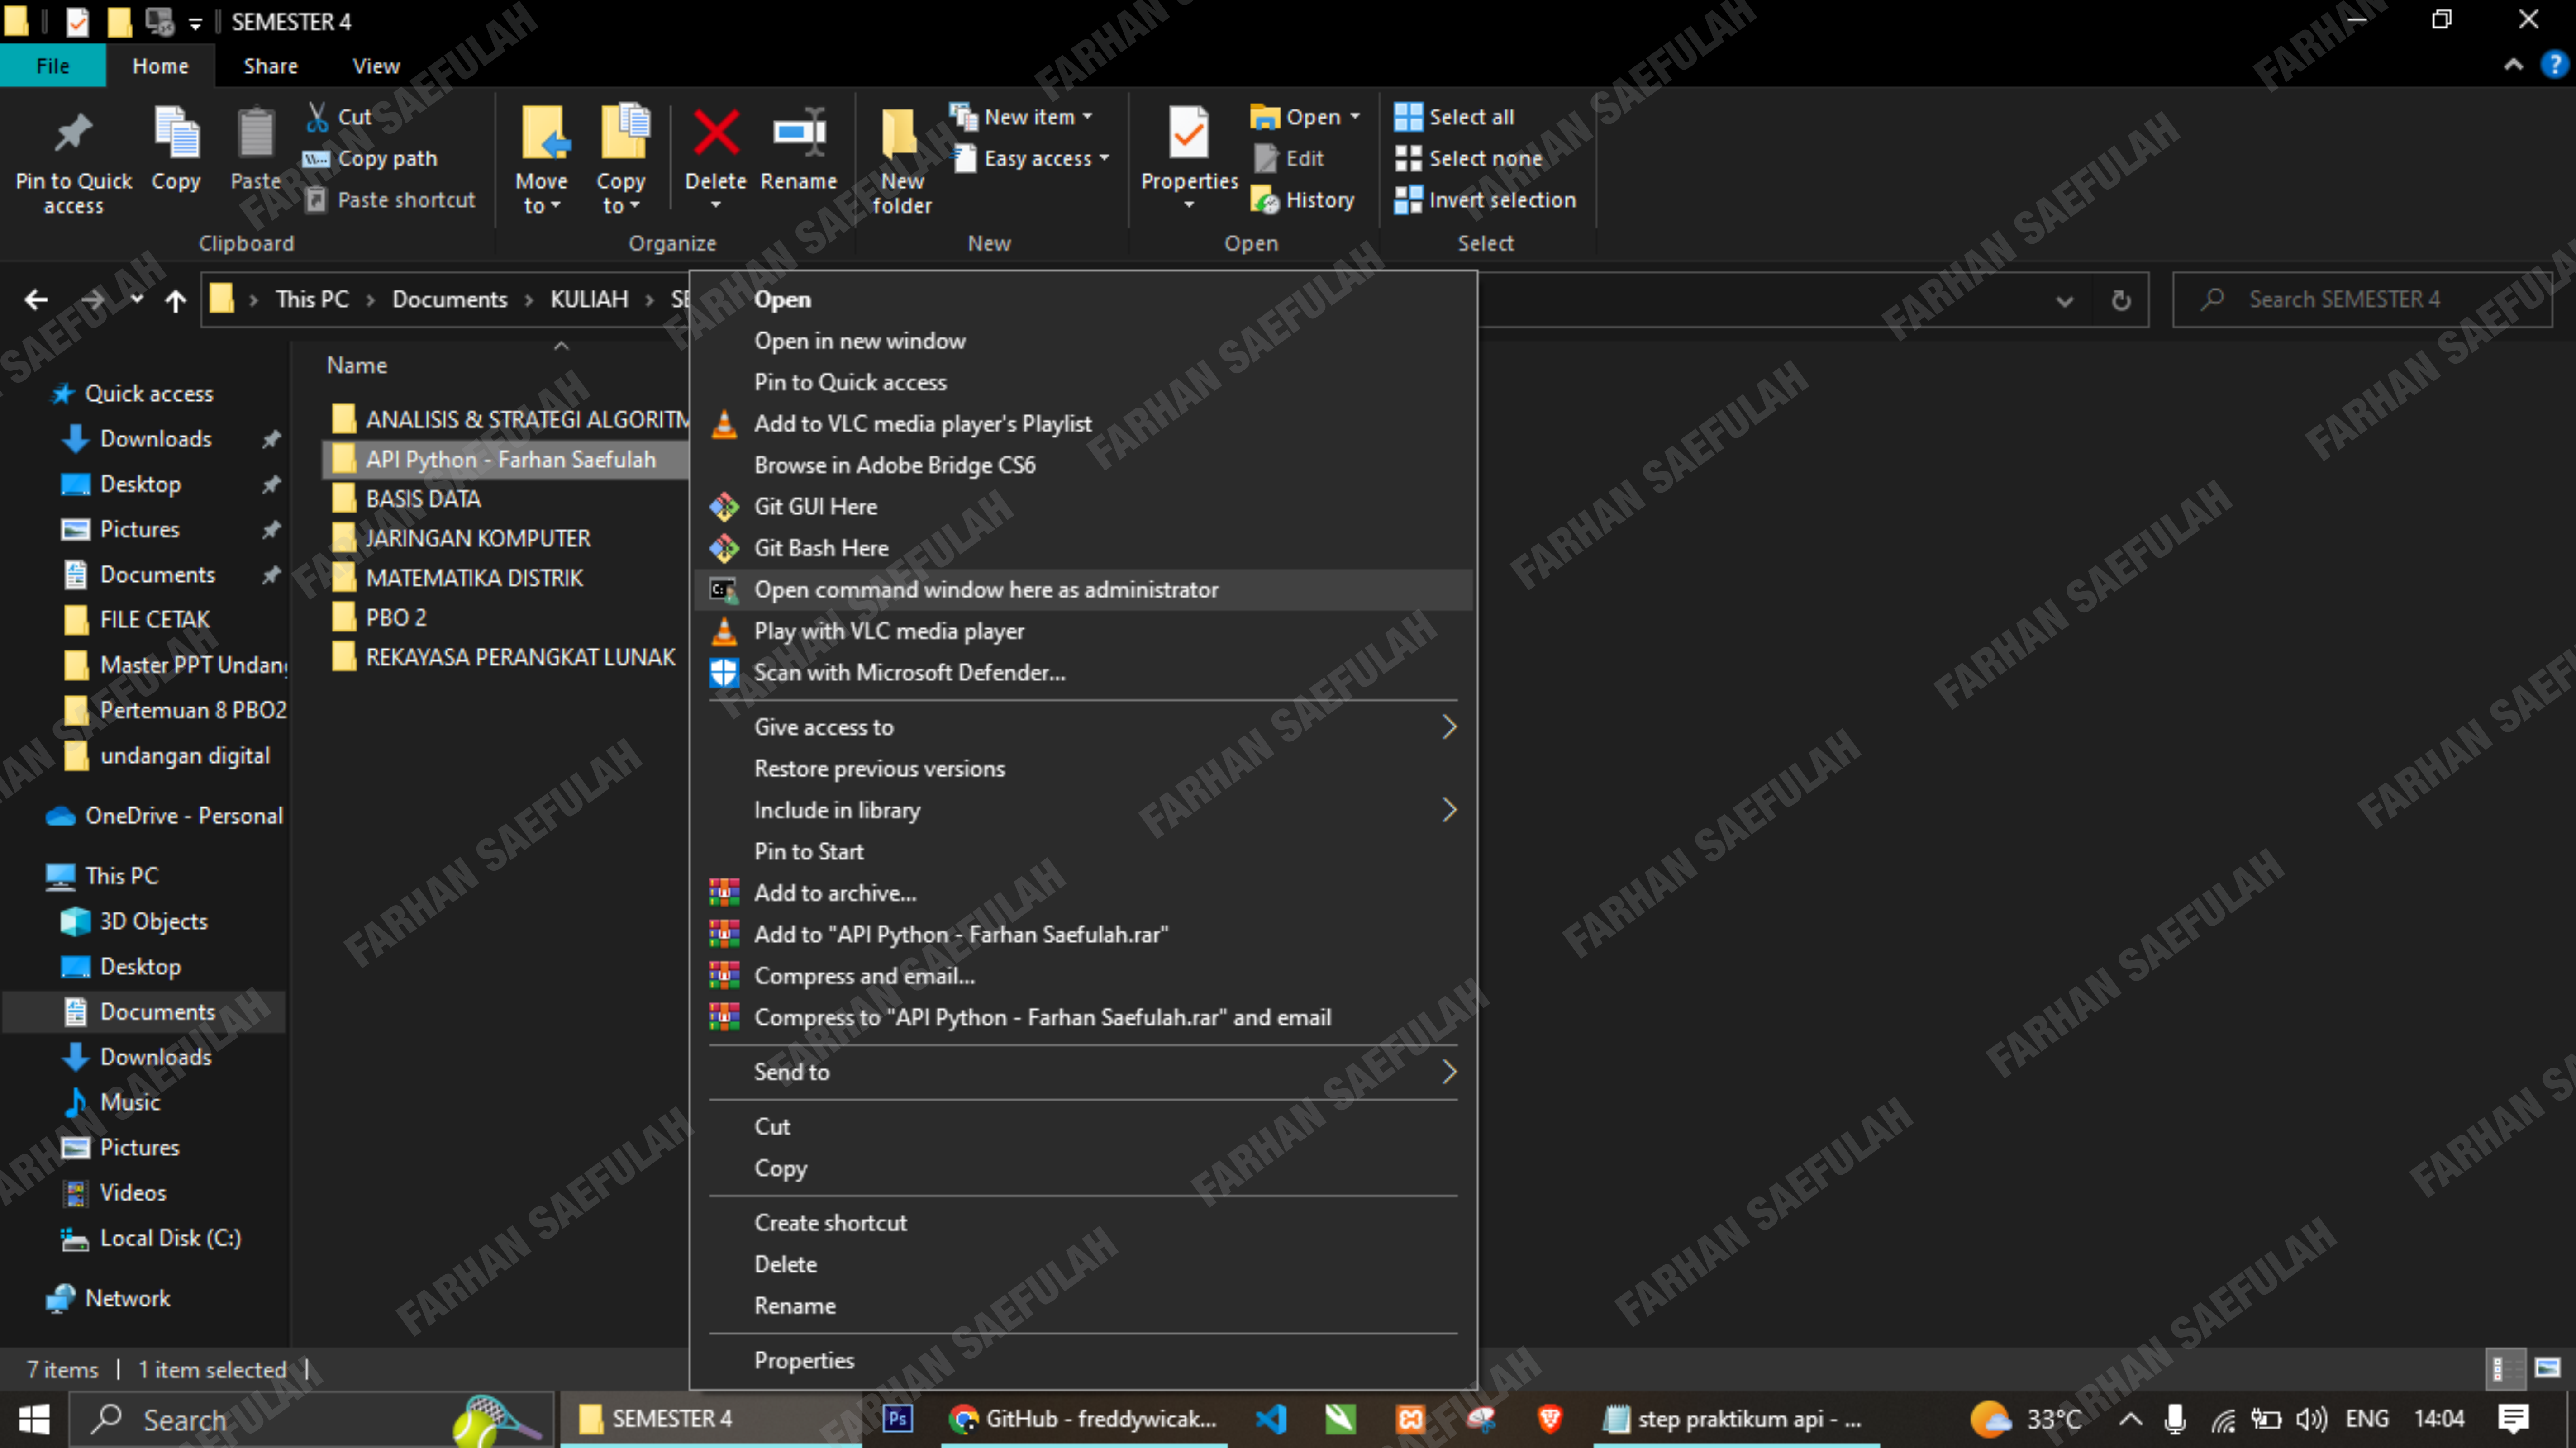 SEMESTER 4
File Home Share View
Pin to Quick access
Copy
Paste
Cut
Copy path
Paste shortcut
Clipboard
Move to
Copy to
Delete
Rename
Organize
New folder
New item
Easy access
New
Properties
Open
Edit
History
Open
Select all
Select none
Invert selection
Select
This PC Documents KULIAH SE
Search SEMESTER 4
Quick access
Downloads
Desktop
Pictures
Documents
FILE CETAK
Master PPT Undang
Pertemuan 8 PBO2
undangan digital
OneDrive - Personal
This PC
3D Objects
Desktop
Documents
Downloads
Music
Pictures
Videos
Local Disk (C:)
Network
Name
ANALISIS & STRATEGI ALGORITM
API Python - Farhan Saefulah
BASIS DATA
JARINGAN KOMPUTER
MATEMATIKA DISTRIK
PBO 2
REKAYASA PERANGKAT LUNAK
Open
Open in new window
Pin to Quick access
Add to VLC media player's Playlist
Browse in Adobe Bridge CS6
Git GUI Here
Git Bash Here
Open command window here as administrator
Play with VLC media player
Scan with Microsoft Defender...
Give access to
Restore previous versions
Include in library
Pin to Start
Add to archive...
Add to "API Python - Farhan Saefulah.rar"
Compress and email...
Compress to "API Python - Farhan Saefulah.rar" and email
Send to
Cut
Copy
Create shortcut
Delete
Rename
Properties
7 items 1 item selected
Search
SEMESTER 4
Ps
GitHub - freddywicak...
step praktikum api - ...
33°C
ENG
14:04
FARHAN SAEFULAH